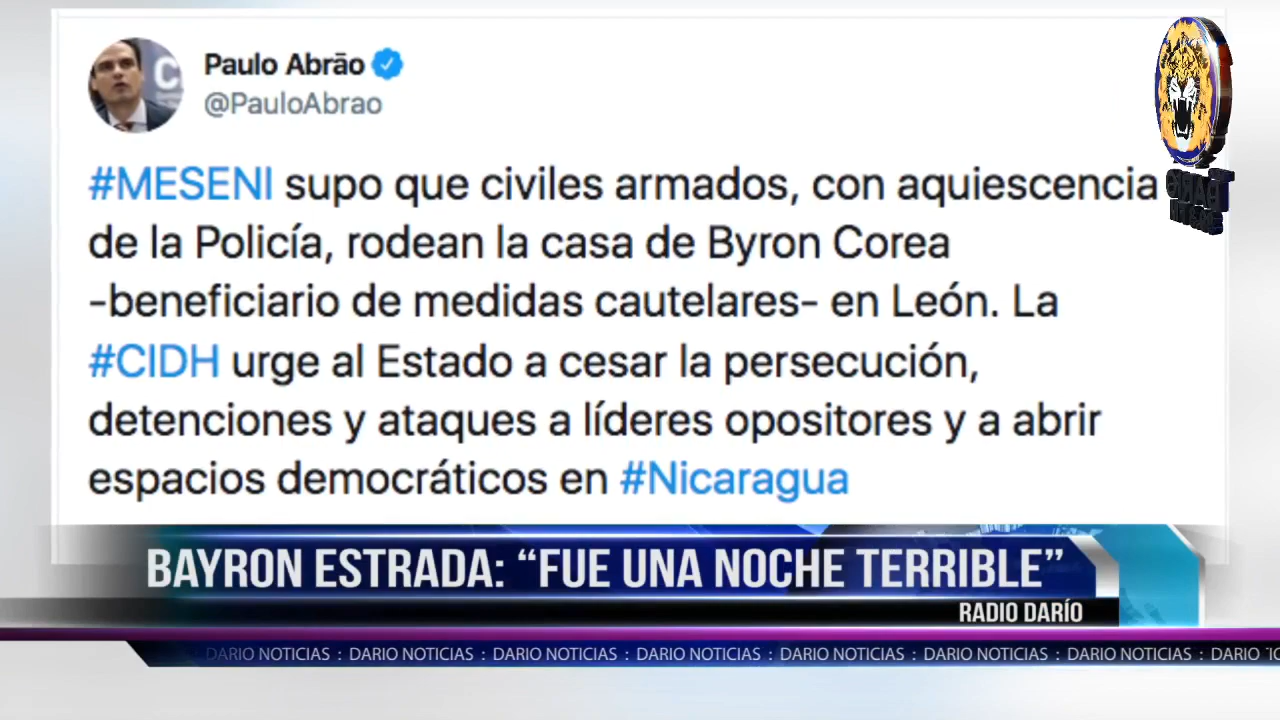 Paulo Abrão
@PauloAbrao
#MESENI supo que civiles armados, con aquiescencia
de la Policía, rodean la casa de Byron Corea
-beneficiario de medidas cautelares- en León. La
#CIDH urge al Estado a cesar la persecución,
detenciones y ataques a líderes opositores y a abrir
espacios democráticos en #Nicaragua
BAYRON ESTRADA: “FUE UNA NOCHE TERRIBLE”
RADIO DARÍO
DARIO NOTICIAS : DARIO NOTICIAS : DARIO NOTICIAS : DARIO NOTICIAS : DARIO NOTICIAS : DARIO NOTICIAS : DARIO NOTICIAS : DARIO